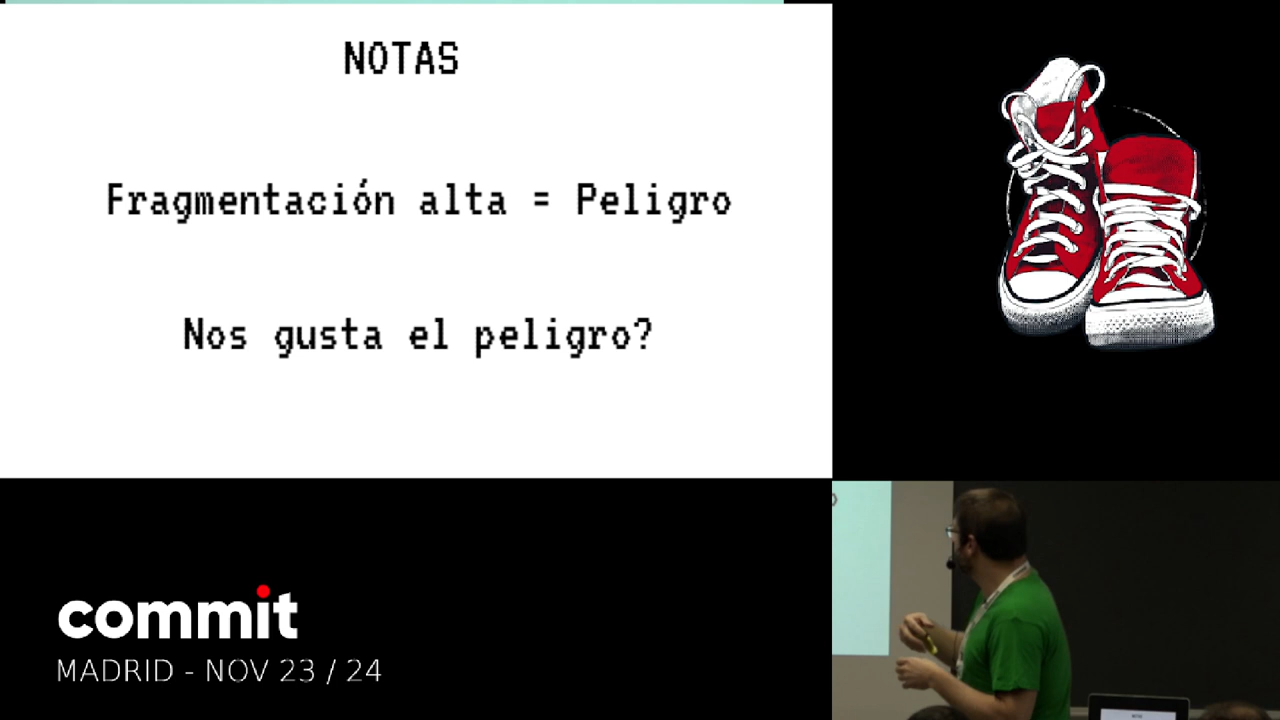 NOTAS
Fragmentación alta = Peligro
Nos gusta el peligro?
commit
MADRID - NOV 23 / 24